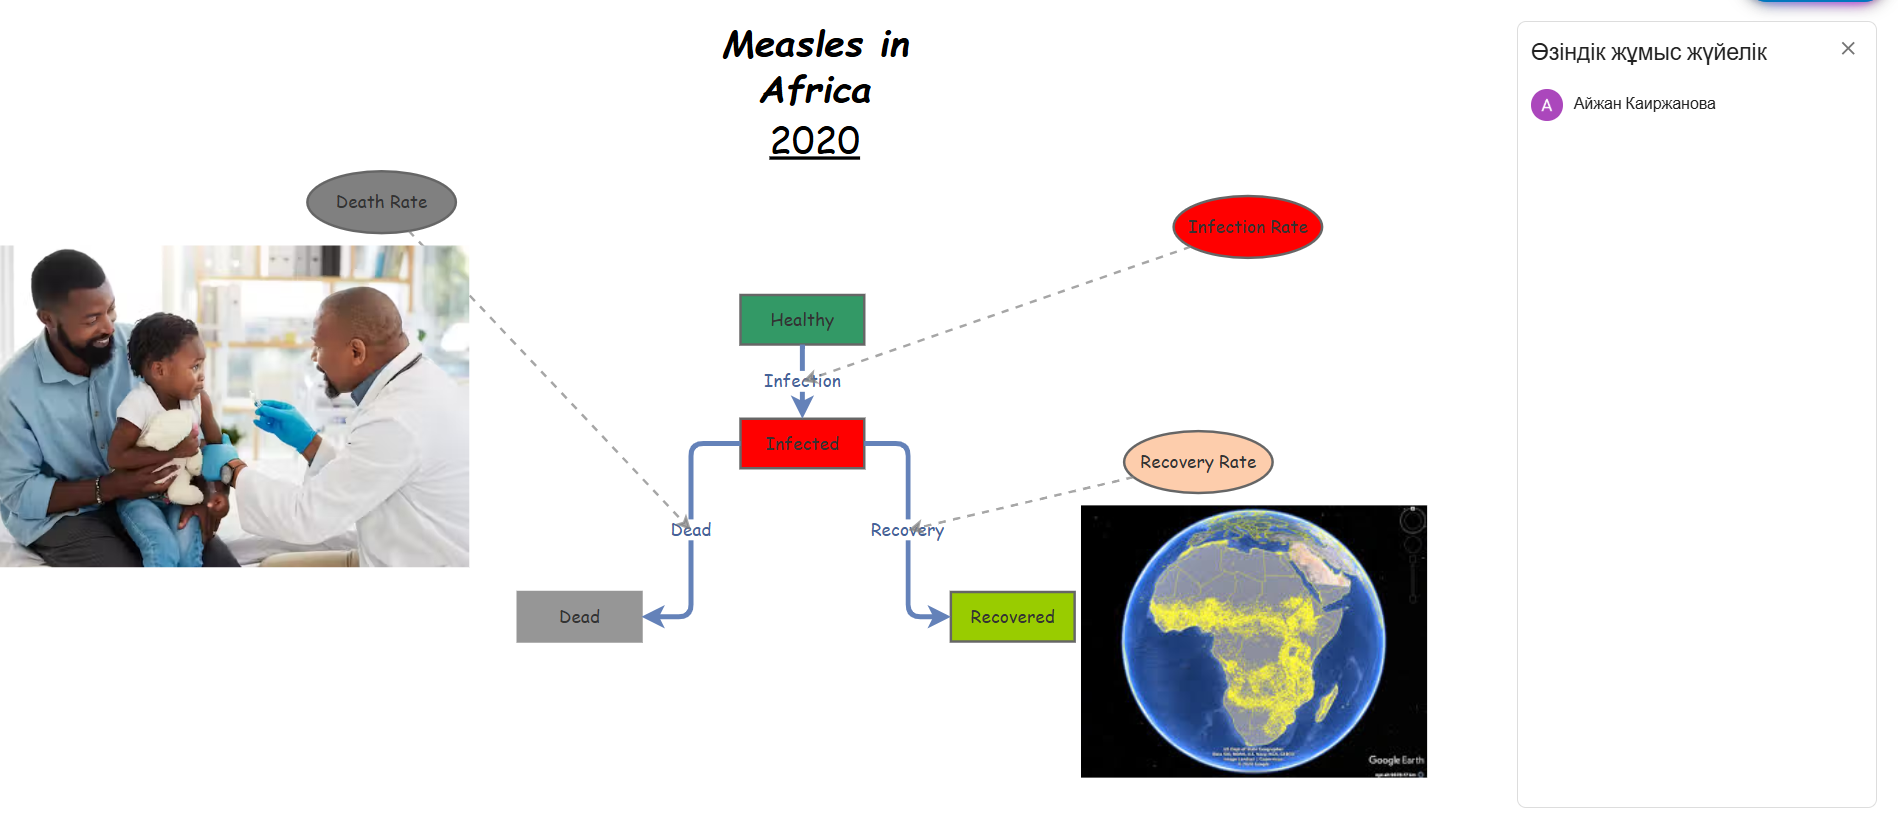 Measles in
Africa
2020
Өзіндік жұмыс жүйелік
A
Айжан Каиржанова
Death Rate
Infection Rate
Healthy
Infection
Infected
Recovery Rate
Dead
Recovery
Dead
Recovered
Google Earth